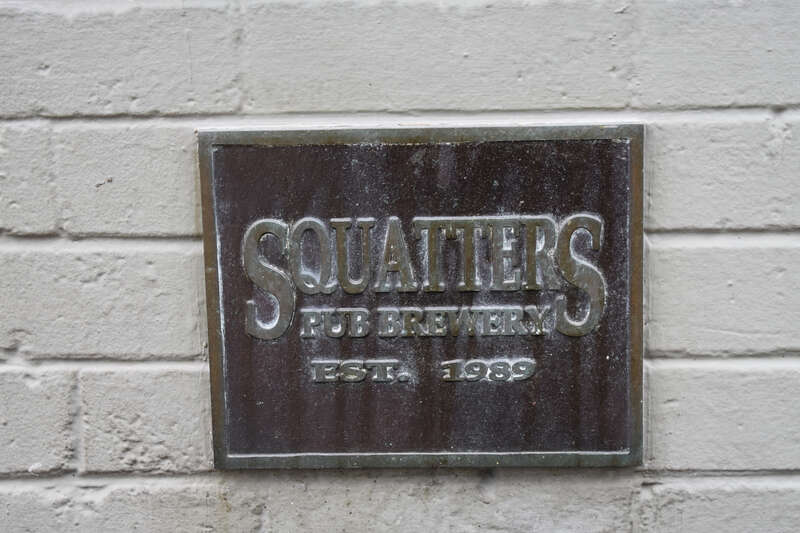 SQUATTERS
PUB BREWERY
EST. 1989